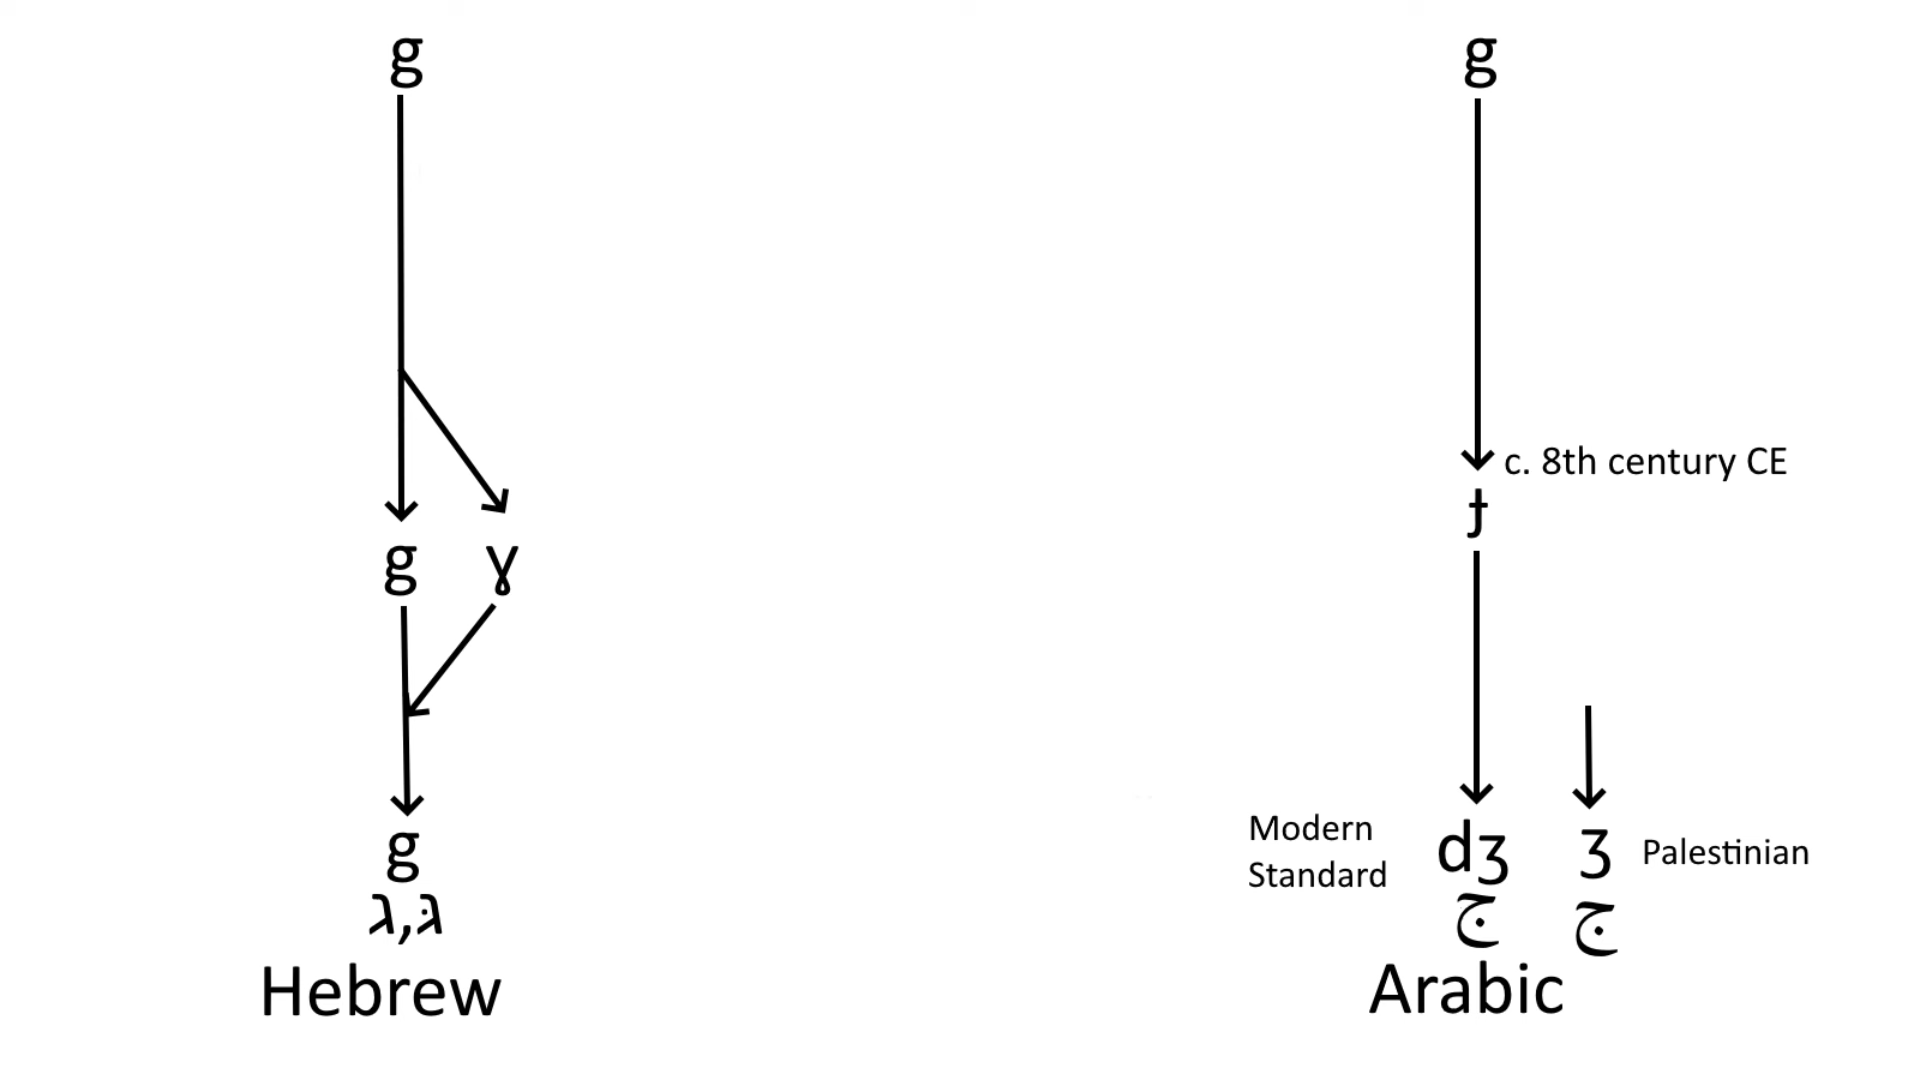 g
g ɣ
g
ג,גּ
Hebrew
g
c. 8th century CE
ɟ
Modern
Standard
dʒ ʒ Palestinian
ج ج
Arabic